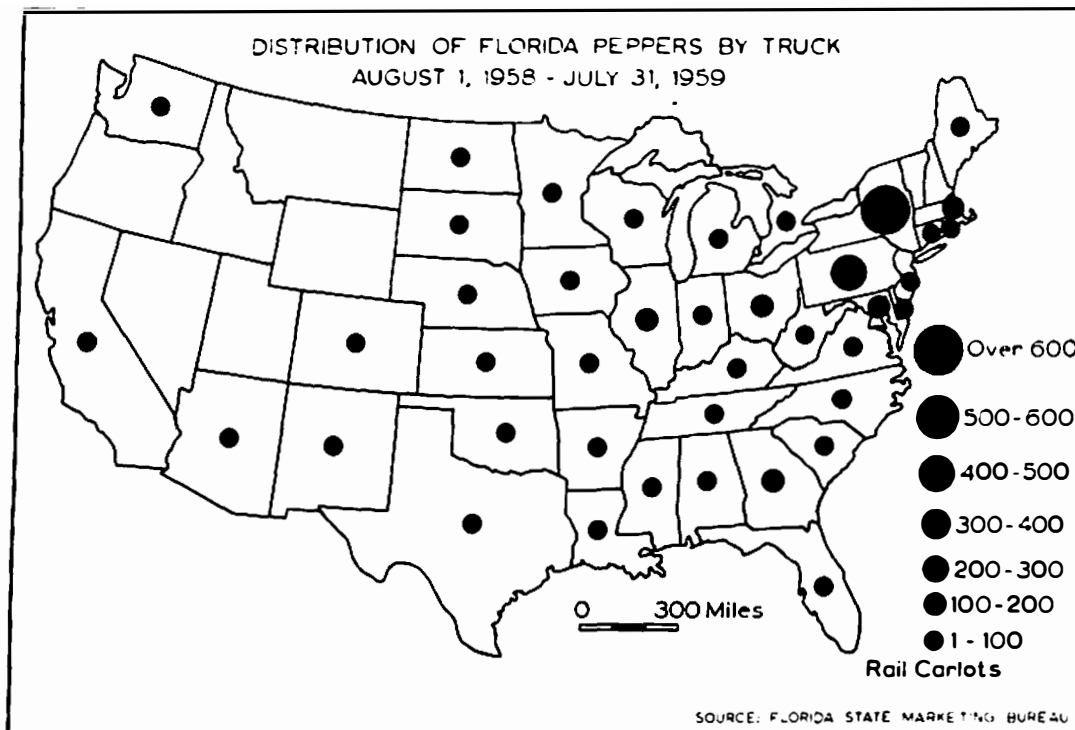 DISTRIBUTION OF FLORIDA PEPPERS BY TRUCK
AUGUST 1, 1958 - JULY 31, 1959
Over 600
500-600
400-500
300-400
200-300
100-200
1-100
Rail Carlots
0 300 Miles
SOURCE: FLORIDA STATE MARKETING BUREAU